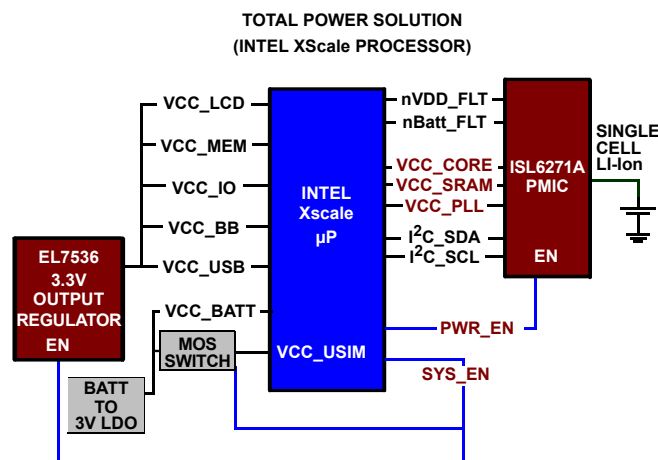 TOTAL POWER SOLUTION
(INTEL XScale PROCESSOR)
VCC_LCD
VCC_MEM
VCC_IO
VCC_BB
VCC_USB
VCC_BATT
EL7536
3.3V
OUTPUT
REGULATOR
EN
MOS
SWITCH
BATT
TO
3V LDO
INTEL
Xscale
µP
VCC_USIM
nVDD_FLT
nBatt_FLT
VCC_CORE
VCC_SRAM
VCC_PLL
I²C_SDA
I²C_SCL
PWR_EN
SYS_EN
ISL6271A
PMIC
EN
SINGLE
CELL
LI-Ion